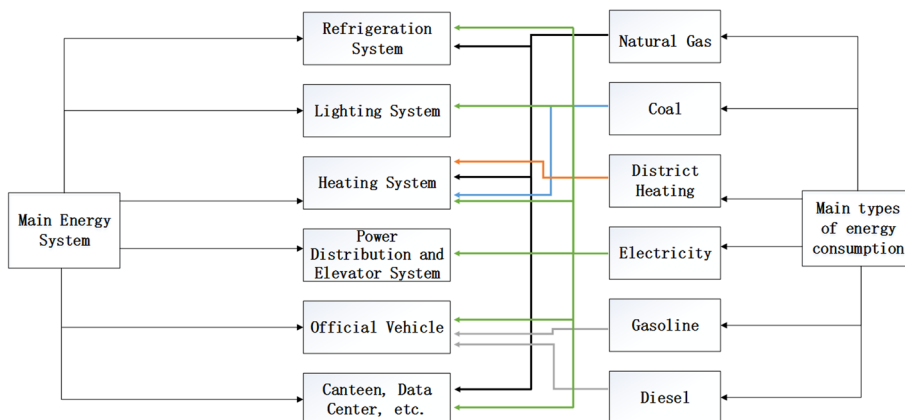 Main Energy
System
Refrigeration
System
Lighting System
Heating System
Power
Distribution and
Elevator System
Official Vehicle
Canteen, Data
Center, etc.
Natural Gas
Coal
District
Heating
Electricity
Gasoline
Diesel
Main types
of energy
consumption